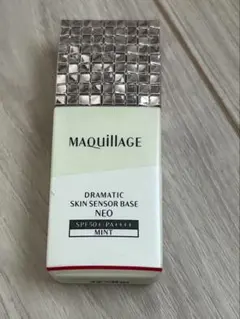 MAQuillAGE
DRAMATIC
SKIN SENSOR BASE
NEO
SPF50+ PA++++
MINT